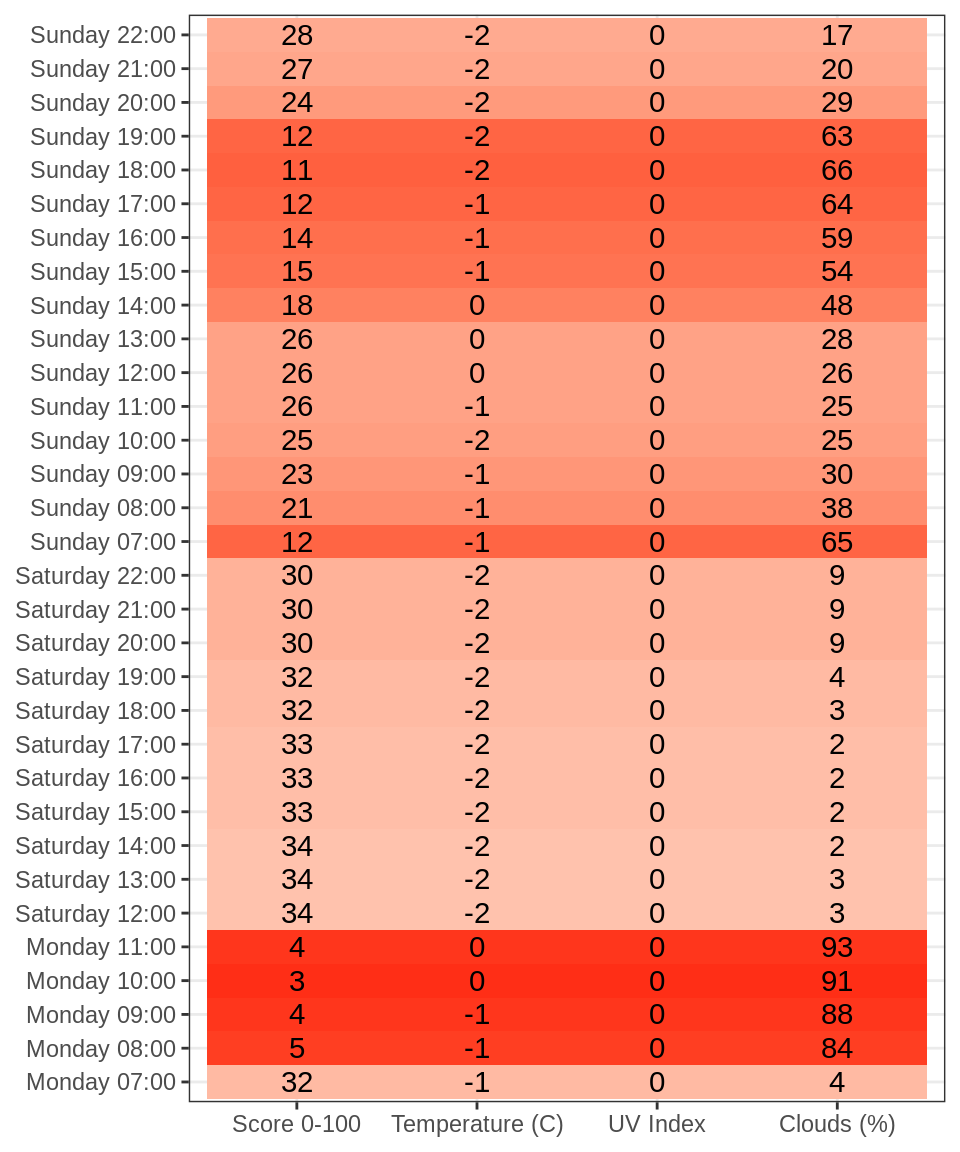 Sunday 22:00 28 -2 0 17
Sunday 21:00 27 -2 0 20
Sunday 20:00 24 -2 0 29
Sunday 19:00 12 -2 0 63
Sunday 18:00 11 -2 0 66
Sunday 17:00 12 -1 0 64
Sunday 16:00 14 -1 0 59
Sunday 15:00 15 -1 0 54
Sunday 14:00 18 0 0 48
Sunday 13:00 26 0 0 28
Sunday 12:00 26 0 0 26
Sunday 11:00 26 -1 0 25
Sunday 10:00 25 -2 0 25
Sunday 09:00 23 -1 0 30
Sunday 08:00 21 -1 0 38
Sunday 07:00 12 -1 0 65
Saturday 22:00 30 -2 0 9
Saturday 21:00 30 -2 0 9
Saturday 20:00 30 -2 0 9
Saturday 19:00 32 -2 0 4
Saturday 18:00 32 -2 0 3
Saturday 17:00 33 -2 0 2
Saturday 16:00 33 -2 0 2
Saturday 15:00 33 -2 0 2
Saturday 14:00 34 -2 0 2
Saturday 13:00 34 -2 0 3
Saturday 12:00 34 -2 0 3
Monday 11:00 4 0 0 93
Monday 10:00 3 0 0 91
Monday 09:00 4 -1 0 88
Monday 08:00 5 -1 0 84
Monday 07:00 32 -1 0 4
Score 0-100 Temperature (C) UV Index Clouds (%)